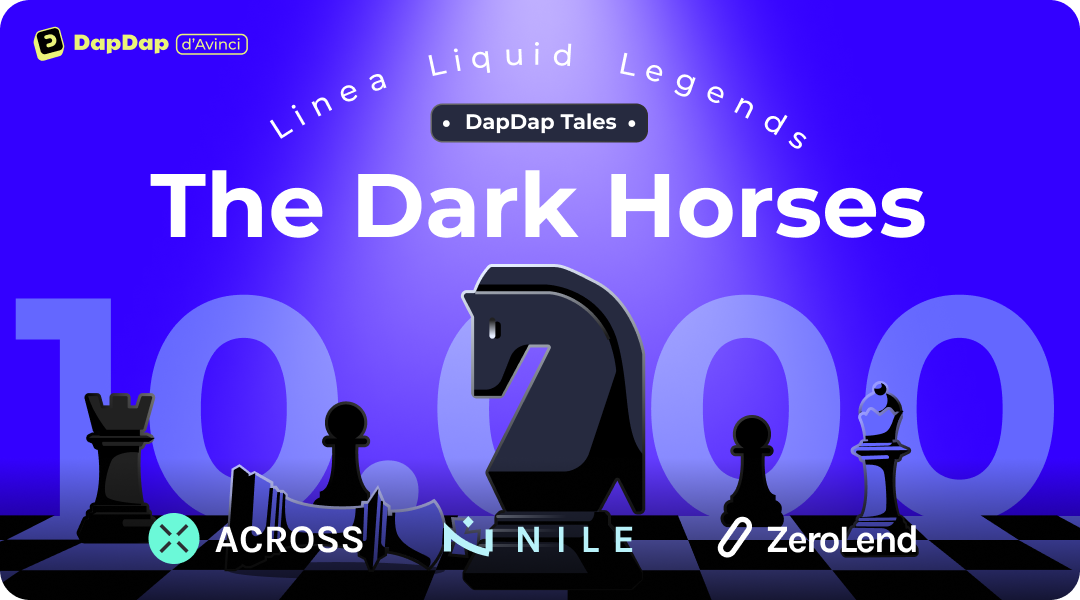 DapDap d'Avinci
Linea Liquid Legends
• DapDap Tales •
The Dark Horses
10.000
ACROSS NILE ZeroLend